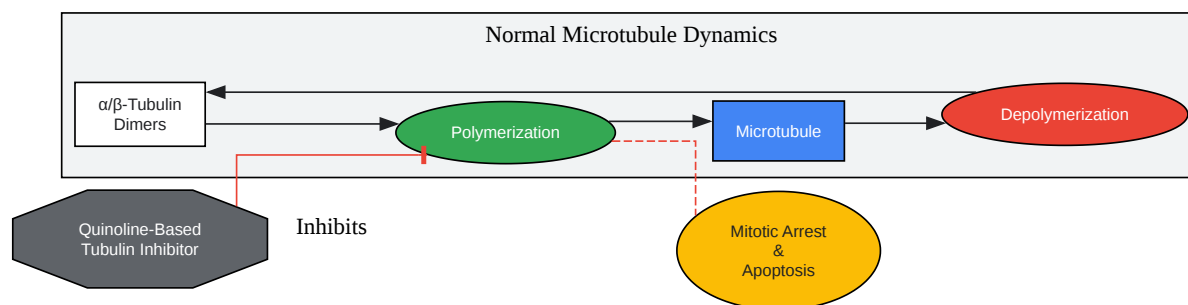 Normal Microtubule Dynamics
α/β-Tubulin
Dimers
Polymerization
Microtubule
Depolymerization
Quinoline-Based
Tubulin Inhibitor
Inhibits
Mitotic Arrest
&
Apoptosis